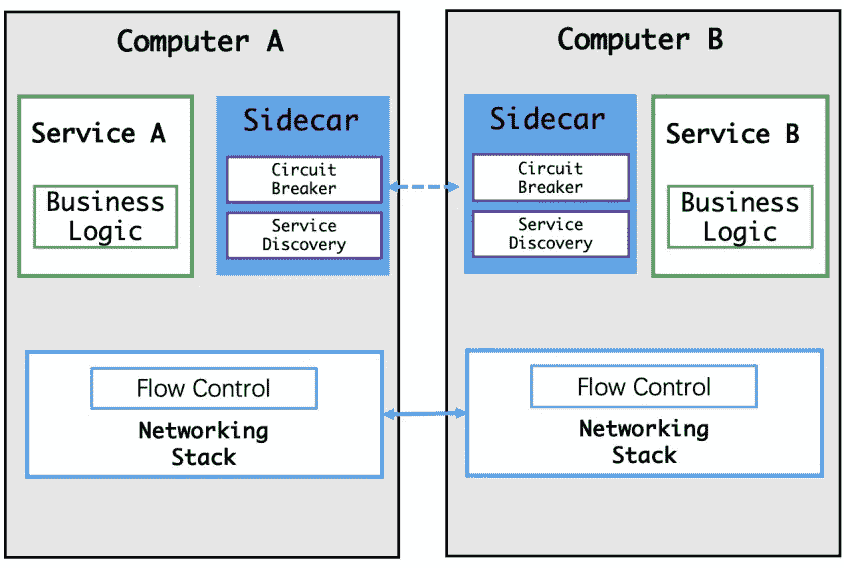 Computer A
Service A
Business
Logic
Sidecar
Circuit
Breaker
Service
Discovery
Flow Control
Networking
Stack
Computer B
Sidecar
Circuit
Breaker
Service
Discovery
Service B
Business
Logic
Flow Control
Networking
Stack